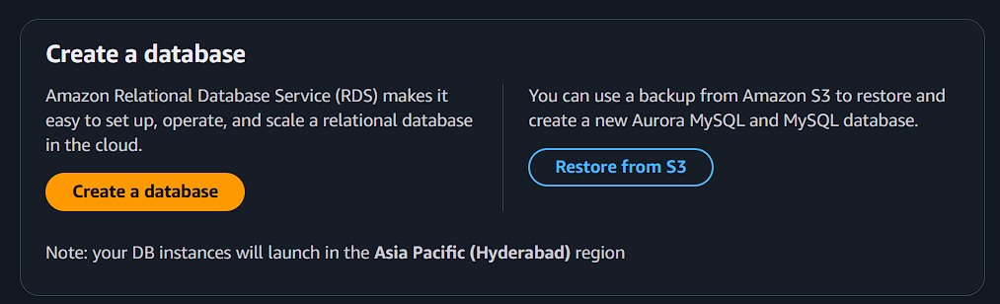 Create a database
Amazon Relational Database Service (RDS) makes it
easy to set up, operate, and scale a relational database
in the cloud.
Create a database
You can use a backup from Amazon S3 to restore and
create a new Aurora MySQL and MySQL database.
Restore from S3
Note: your DB instances will launch in the Asia Pacific (Hyderabad) region